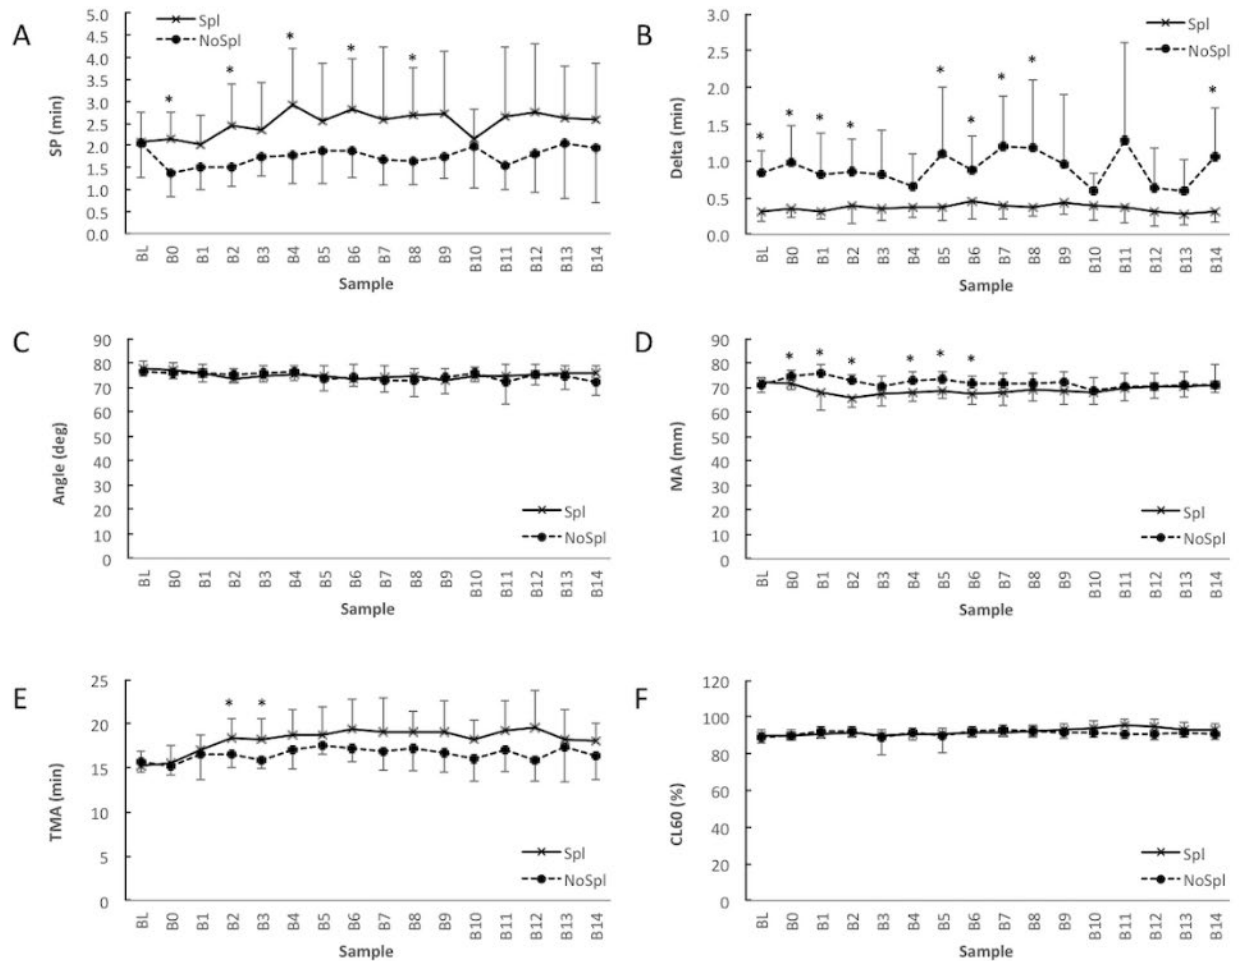 A
SP (min)
5.0
4.5
4.0
3.5
3.0
2.5
2.0
1.5
1.0
0.5
0.0
Spl
NoSpl
* * * * *
BL B0 B1 B2 B3 B4 B5 B6 B7 B8 B9 B10 B11 B12 B13 B14
Sample
B
Delta (min)
3.0
2.5
2.0
1.5
1.0
0.5
0.0
Spl
NoSpl
* * * * * * * * *
BL B0 B1 B2 B3 B4 B5 B6 B7 B8 B9 B10 B11 B12 B13 B14
Sample
C
Angle (deg)
90
80
70
60
50
40
30
20
10
0
Spl
NoSpl
BL B0 B1 B2 B3 B4 B5 B6 B7 B8 B9 B10 B11 B12 B13 B14
Sample
D
MA (mm)
90
80
70
60
50
40
30
20
10
0
* * * * * *
Spl
NoSpl
BL B0 B1 B2 B3 B4 B5 B6 B7 B8 B9 B10 B11 B12 B13 B14
Sample
E
TMA (min)
25
20
15
10
5
0
* *
Spl
NoSpl
BL B0 B1 B2 B3 B4 B5 B6 B7 B8 B9 B10 B11 B12 B13 B14
Sample
F
CL60 (%)
120
100
80
60
40
20
0
Spl
NoSpl
BL B0 B1 B2 B3 B4 B5 B6 B7 B8 B9 B10 B11 B12 B13 B14
Sample